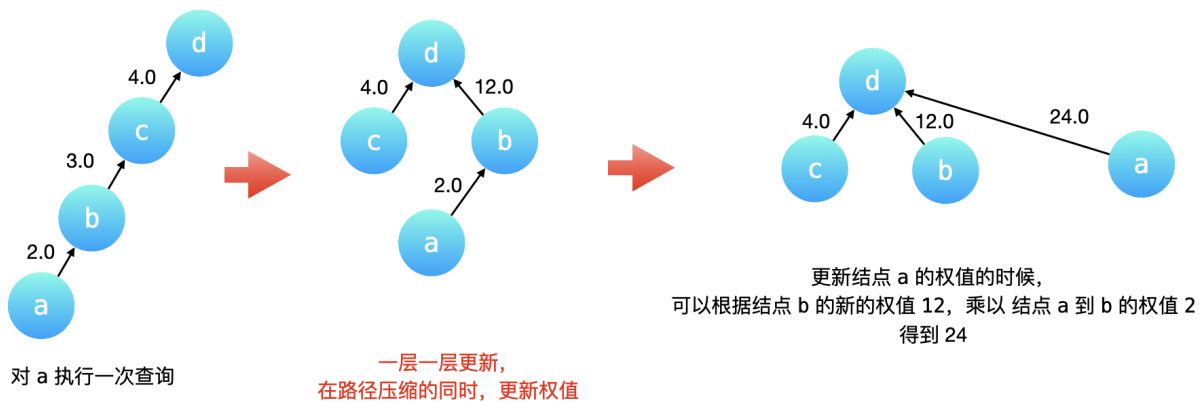 d
4.0
c
3.0
b
2.0
a
对 a 执行一次查询
d
4.0
12.0
c
b
2.0
a
一层一层更新，
在路径压缩的同时，更新权值
d
4.0
12.0
24.0
c
b
a
更新结点 a 的权值的时候，
可以根据结点 b 的新的权值 12，乘以 结点 a 到 b 的权值 2
得到 24